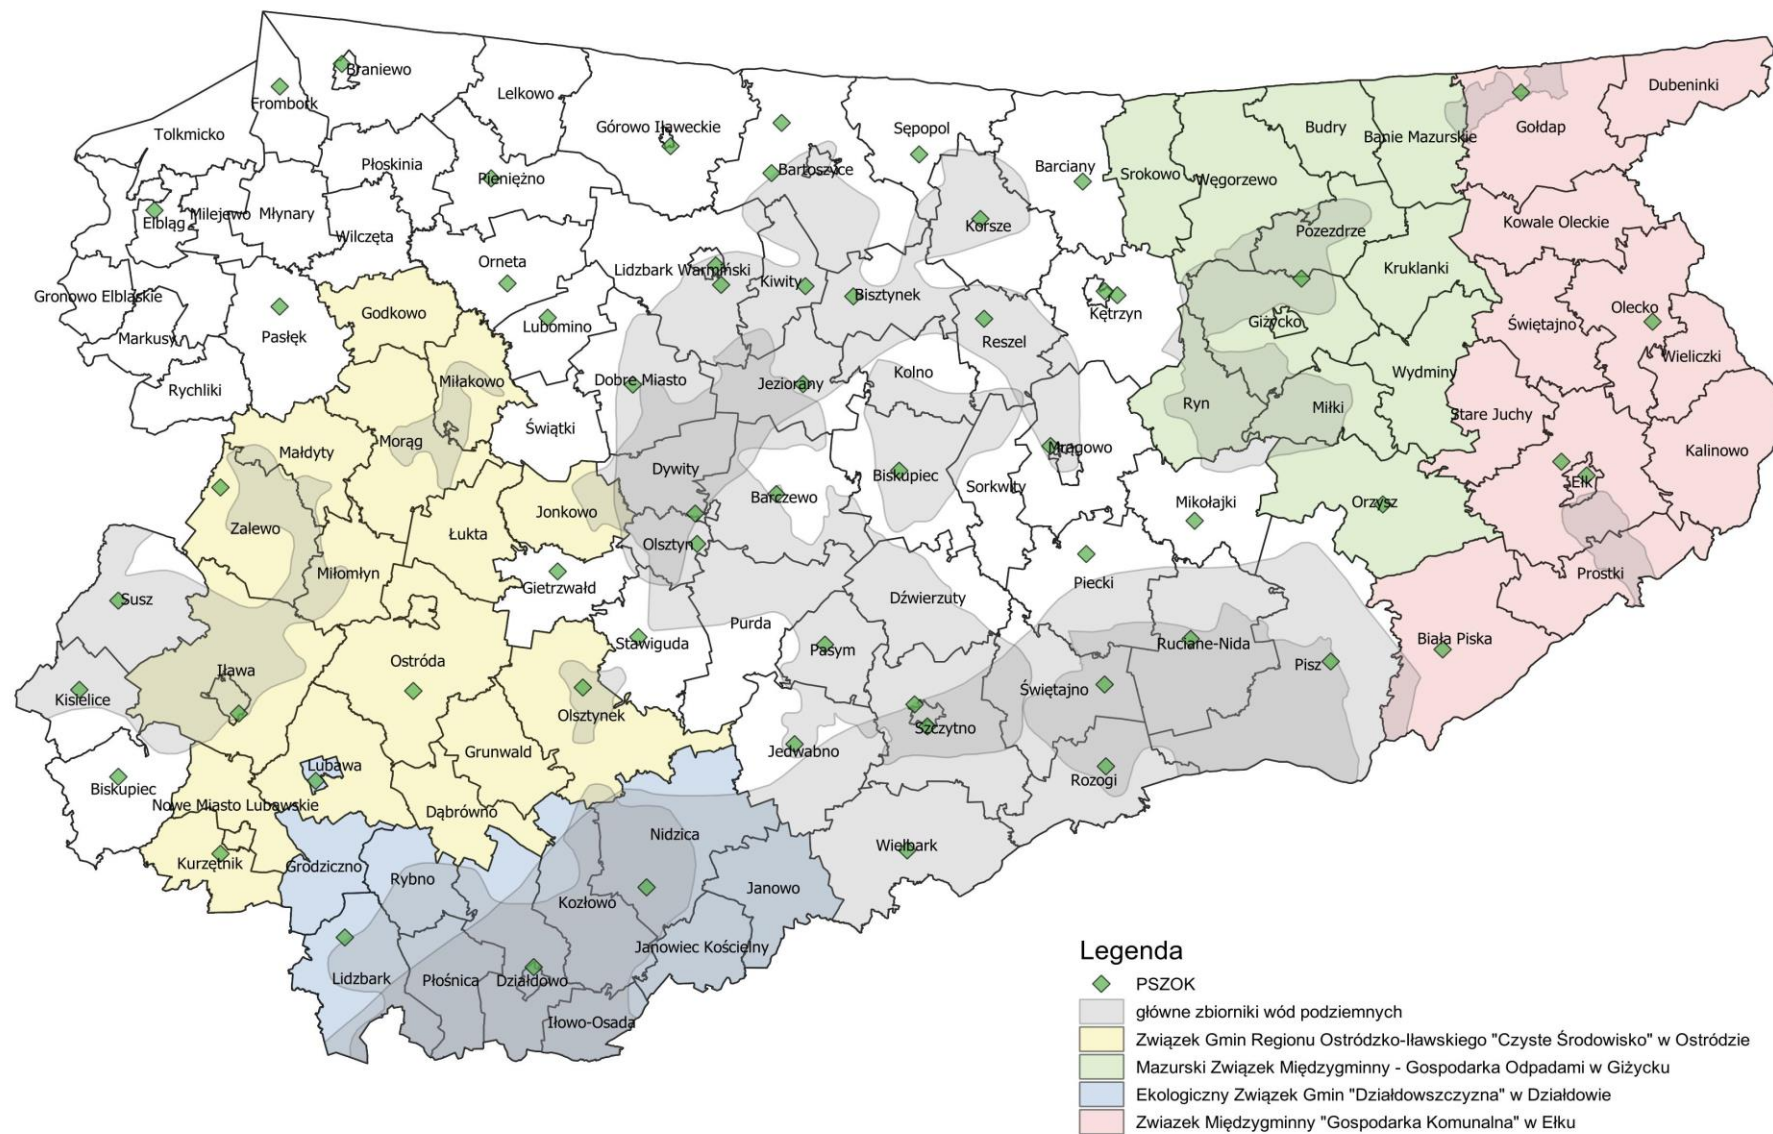 Braniewo
Frombork
Lelkowo
Dubeninki
Tolkmicko
Górowo Iławeckie
Sępopol
Budry
Gołdap
Banie Mazurskie
Płoskinia
Pieniężno
Bartoszyce
Barciany
Srokowo
Węgorzewo
Elbląg
Milejewo
Młynary
Wilczęta
Korsze
Pozezdrze
Kowale Oleckie
Orneta
Lidzbark Warmiński
Kiwity
Bisztynek
Kruklanki
Gronowo Elbląskie
Markusy
Pasłęk
Godkowo
Lubomino
Kętrzyn
Giżycko
Świętajno
Olecko
Reszel
Wieliczki
Rychliki
Miłakowo
Dobre Miasto
Jeziorany
Kolno
Wydminy
Ryn
Miłki
Stare Juchy
Morąg
Świątki
Małdyty
Mrągowo
Kalinowo
Dywity
Biskupiec
Sorkwity
Ełk
Barczewo
Mikołajki
Orzysz
Zalewo
Łukta
Jonkowo
Olsztyn
Miłomłyn
Gietrzwałd
Piecki
Prostki
Susz
Dźwierzuty
Purda
Stawiguda
Pasym
Ruciane-Nida
Biała Piska
Iława
Ostróda
Pisz
Kisielice
Olsztynek
Świętajno
Szczytno
Jedwabno
Grunwald
Lubawa
Rozogi
Biskupiec
Nowe Miasto Lubawskie
Dąbrówno
Nidzica
Wielbark
Kurzętnik
Grodziczno
Rybno
Kozłowo
Janowo
Janowiec Kościelny
Lidzbark
Płośnica
Działdowo
Iłowo-Osada
Legenda
PSZOK
główne zbiorniki wód podziemnych
Związek Gmin Regionu Ostródzko-Iławskiego "Czyste Środowisko" w Ostródzie
Mazurski Związek Międzygminny - Gospodarka Odpadami w Giżycku
Ekologiczny Związek Gmin "Działdowszczyzna" w Działdowie
Zwiazek Międzygminny "Gospodarka Komunalna" w Ełku